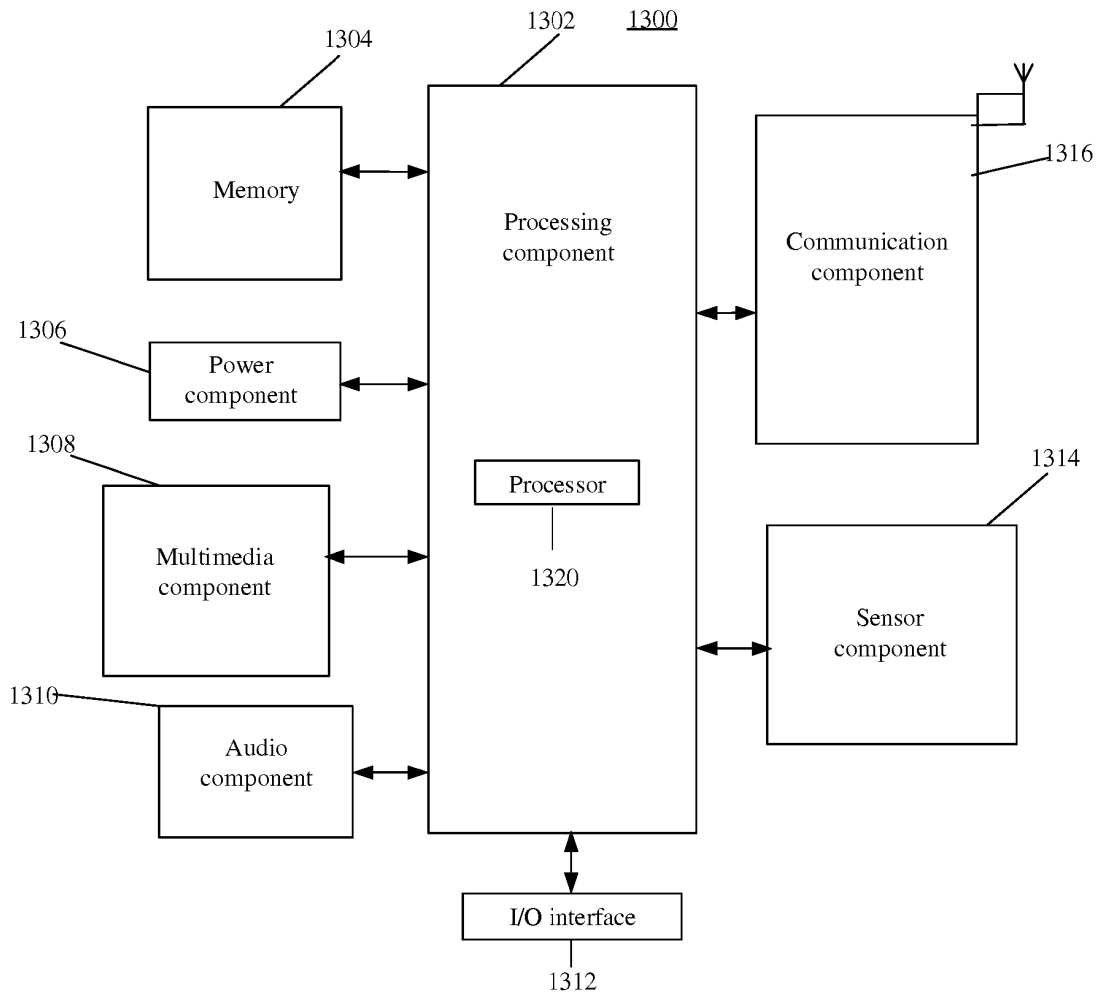 1302
1300
1304
Memory
Processing
component
1316
Communication
component
1306
Power
component
1308
Multimedia
component
Processor
1320
1314
Sensor
component
1310
Audio
component
I/O interface
1312